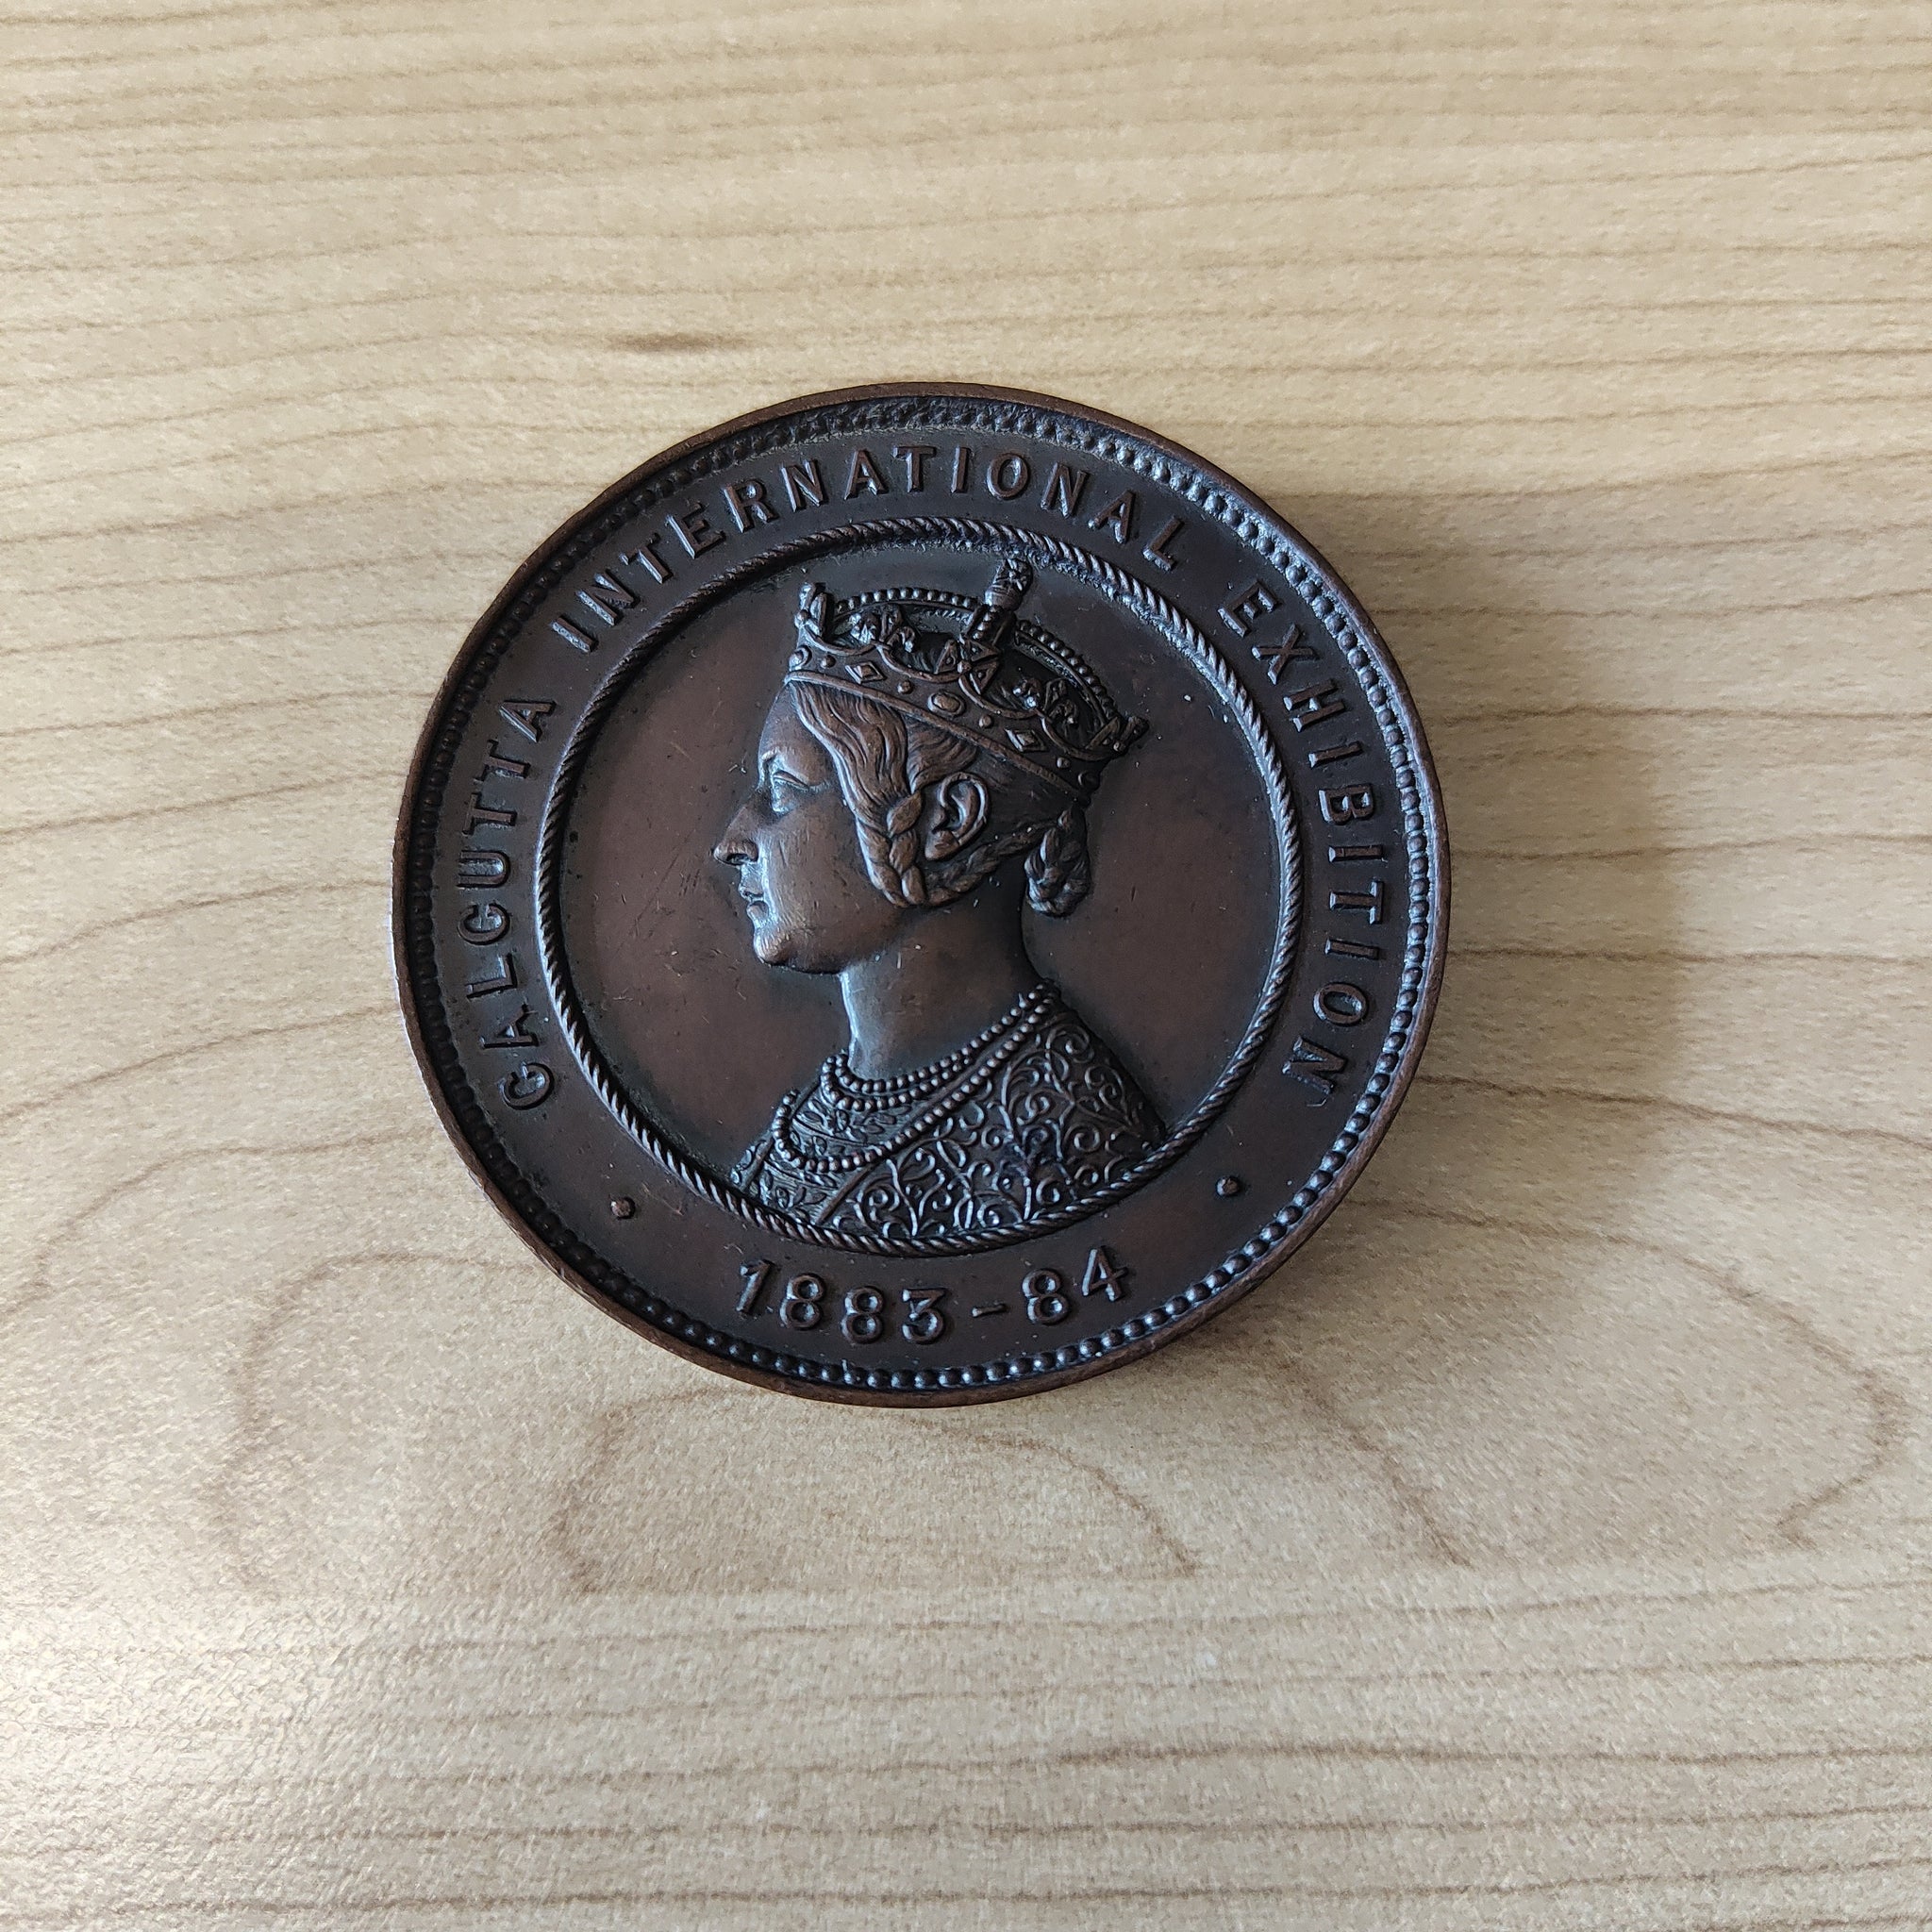 CALCUTTA INTERNATIONAL EXHIBITION
1883-84